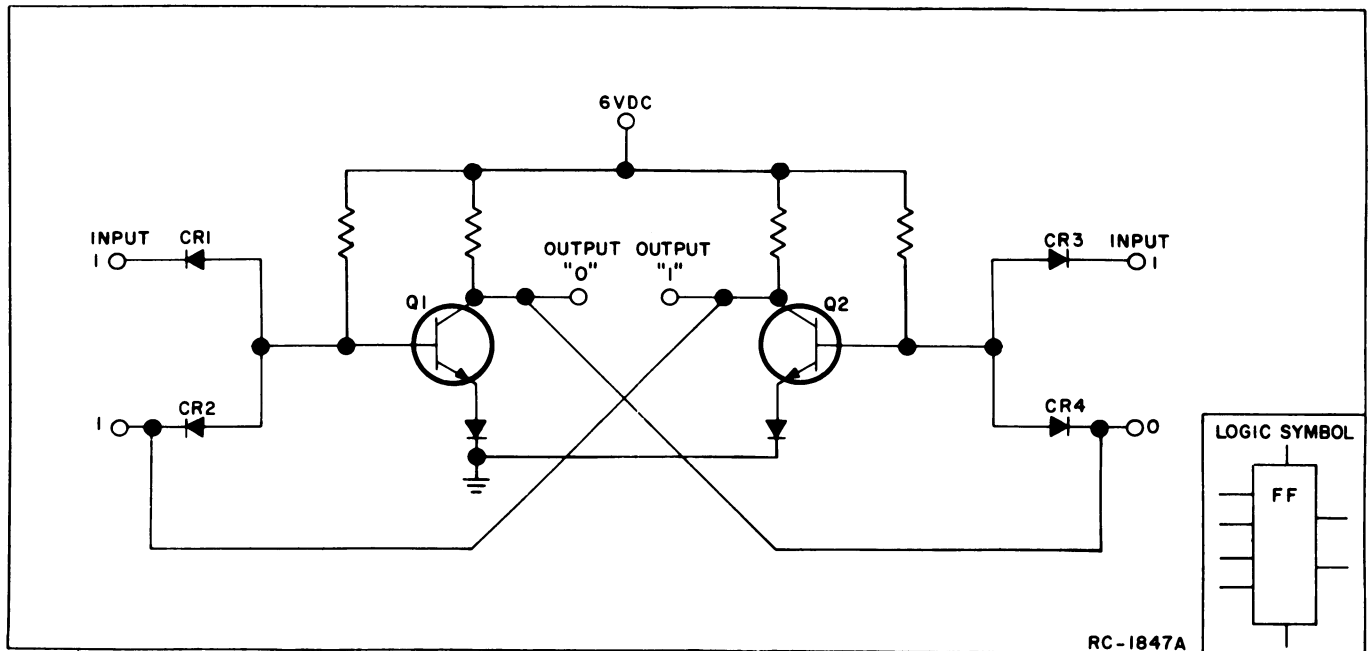 6VDC
INPUT CR1
1
OUTPUT "0"
OUTPUT "1"
CR3 INPUT
1
Q1
Q2
CR2
1
CR4
0
LOGIC SYMBOL
FF
RC-1847A